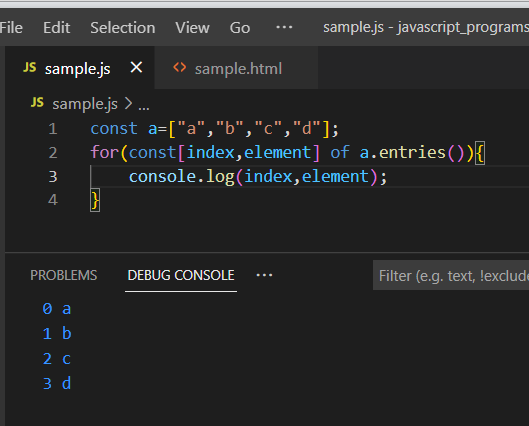 File Edit Selection View Go ··· sample.js - javascript_programs
JS sample.js × <> sample.html
JS sample.js > ...
1 const a=["a","b","c","d"];
2 for(const[index,element] of a.entries()){
3 console.log(index,element);
4 }
PROBLEMS DEBUG CONSOLE ··· Filter (e.g. text, !exclude
0 a
1 b
2 c
3 d